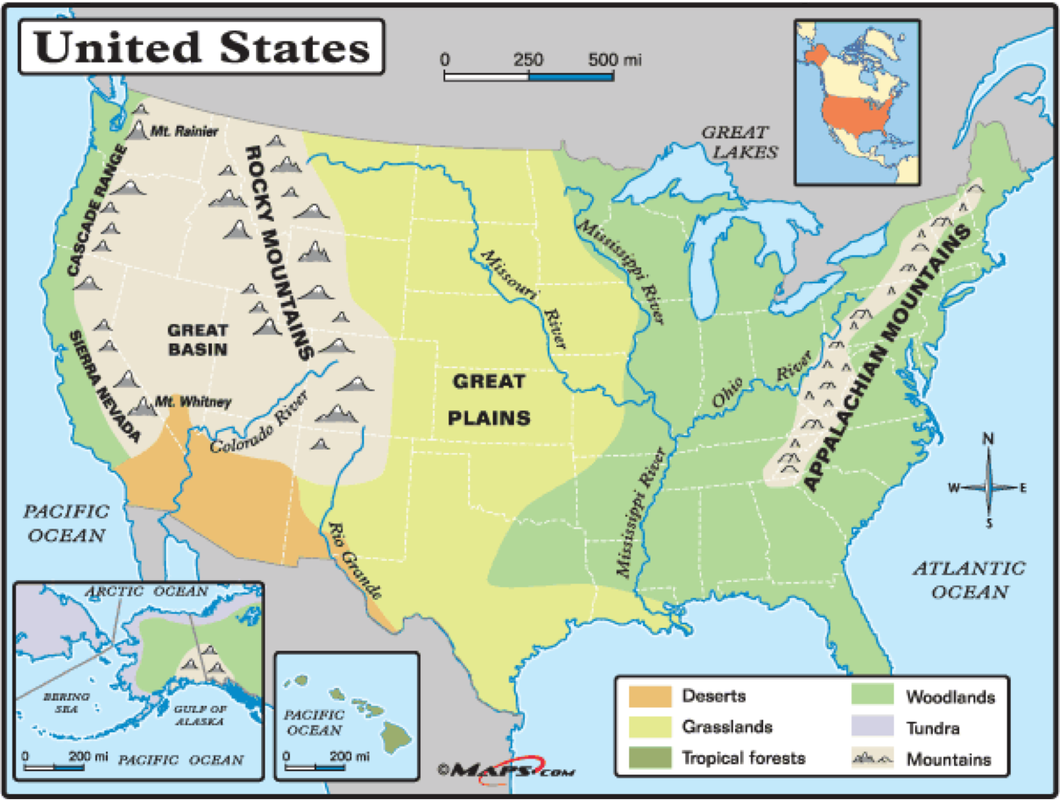 United States
0 250 500 mi
GREAT
LAKES
Mt. Rainier
CASCADE RANGE
ROCKY MOUNTAINS
Mississippi River
Missouri
River
APPALACHIAN MOUNTAINS
GREAT
BASIN
SIERRA NEVADA
GREAT
PLAINS
Ohio
River
Mt. Whitney
Colorado River
N
W E
S
PACIFIC
OCEAN
Mississippi River
Rio Grande
ATLANTIC
OCEAN
ARCTIC OCEAN
BERING
SEA
GULF OF
ALASKA
0 200 mi
PACIFIC OCEAN
PACIFIC
OCEAN
0 200 mi
©MAPS.COM
Deserts
Grasslands
Tropical forests
Woodlands
Tundra
Mountains